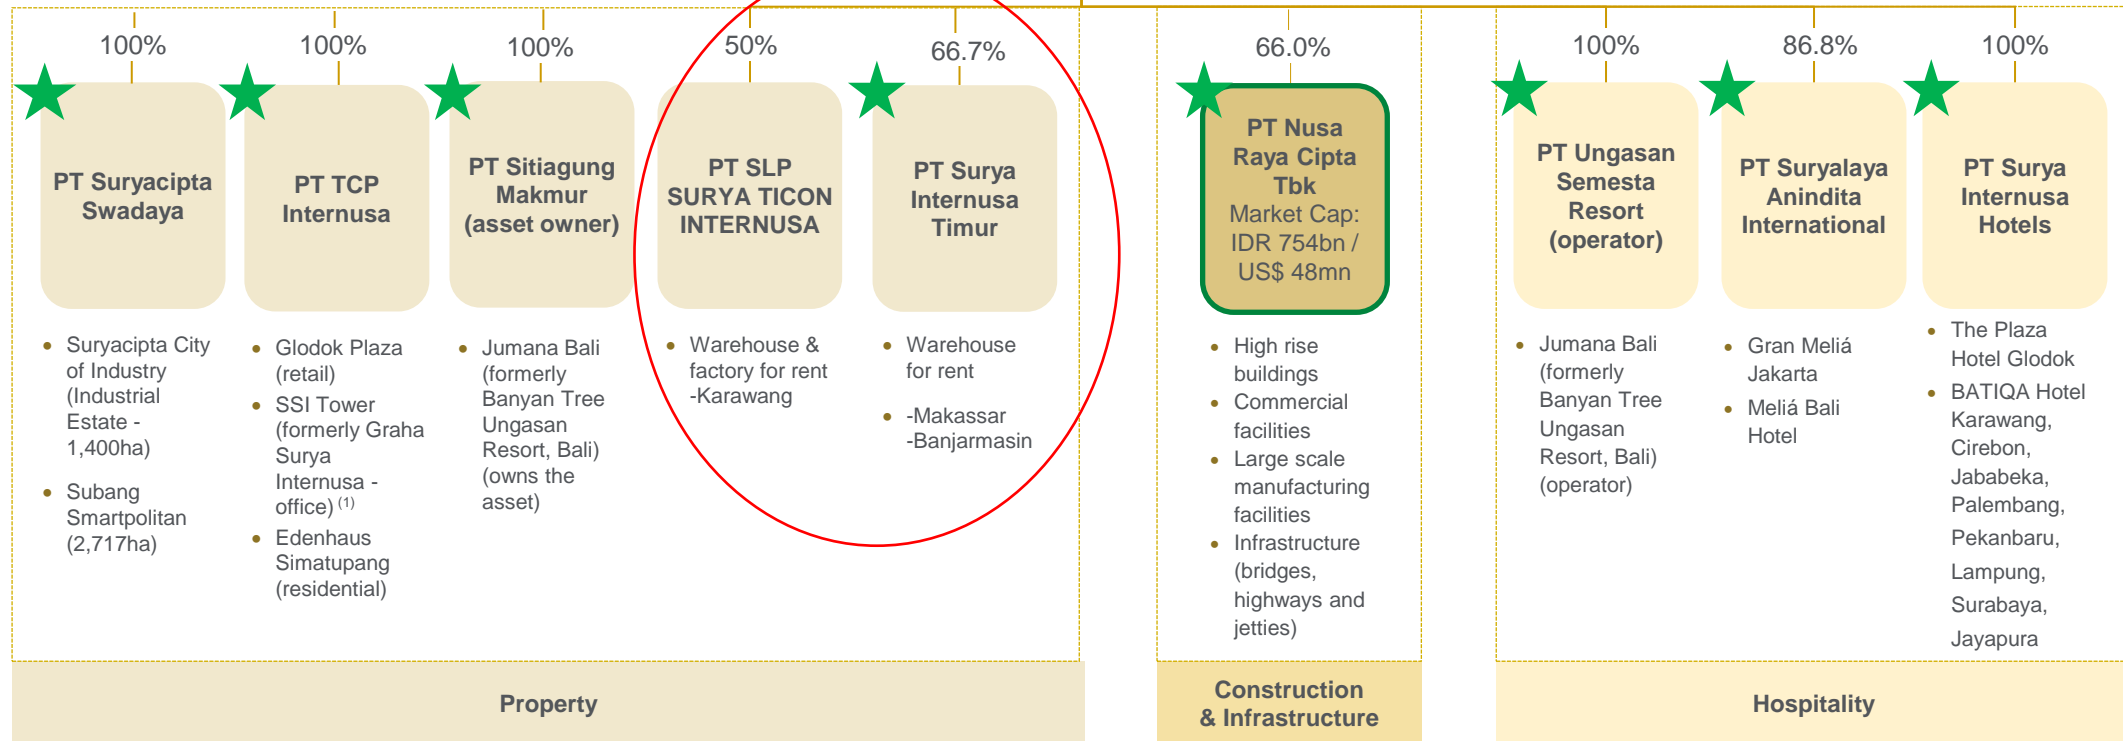 100%
100%
100%
50%
66.7%
66.0%
100%
86.8%
100%
PT Suryacipta
Swadaya
PT TCP
Internusa
PT Sitiagung
Makmur
(asset owner)
PT SLP
SURYA TICON
INTERNUSA
PT Surya
Internusa
Timur
PT Nusa
Raya Cipta
Tbk
Market Cap:
IDR 754bn /
US$ 48mn
PT Ungasan
Semesta
Resort
(operator)
PT Suryalaya
Anindita
International
PT Surya
Internusa
Hotels
• Suryacipta City
of Industry
(Industrial
Estate -
1,400ha)
• Subang
Smartpolitan
(2,717ha)
• Glodok Plaza
(retail)
• SSI Tower
(formerly Graha
Surya
Internusa -
office) (1)
• Edenhaus
Simatupang
(residential)
• Jumana Bali
(formerly
Banyan Tree
Ungasan
Resort, Bali)
(owns the
asset)
• Warehouse &
factory for rent
-Karawang
• Warehouse
for rent
• -Makassar
-Banjarmasin
• High rise
buildings
• Commercial
facilities
• Large scale
manufacturing
facilities
• Infrastructure
(bridges,
highways and
jetties)
• Jumana Bali
(formerly
Banyan Tree
Ungasan
Resort, Bali)
(operator)
• Gran Meliá
Jakarta
• Meliá Bali
Hotel
• The Plaza
Hotel Glodok
• BATIQA Hotel
Karawang,
Cirebon,
Jababeka,
Palembang,
Pekanbaru,
Lampung,
Surabaya,
Jayapura
Property
Construction
& Infrastructure
Hospitality